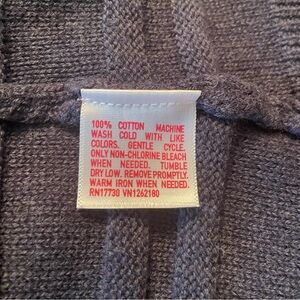 100% COTTON MACHINE
WASH COLD WITH LIKE
COLORS. GENTLE CYCLE.
ONLY NON-CHLORINE BLEACH
WHEN NEEDED. TUMBLE
DRY LOW. REMOVE PROMPTLY.
WARM IRON WHEN NEEDED.
RN17730 VN1262180